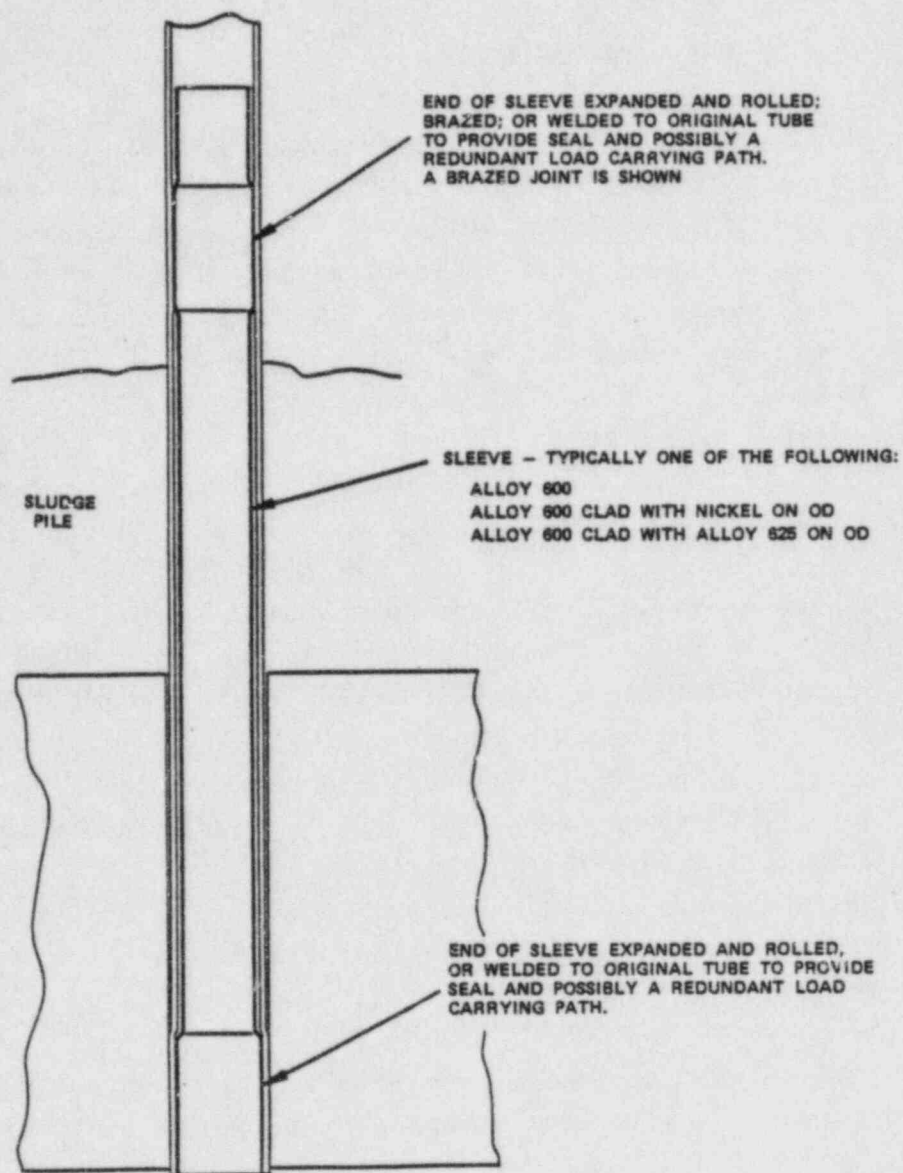 END OF SLEEVE EXPANDED AND ROLLED;
BRAZED; OR WELDED TO ORIGINAL TUBE
TO PROVIDE SEAL AND POSSIBLY A
REDUNDANT LOAD CARRYING PATH.
A BRAZED JOINT IS SHOWN
SLEEVE – TYPICALLY ONE OF THE FOLLOWING:
ALLOY 600
ALLOY 600 CLAD WITH NICKEL ON OD
ALLOY 600 CLAD WITH ALLOY 625 ON OD
SLUDGE
PILE
END OF SLEEVE EXPANDED AND ROLLED,
OR WELDED TO ORIGINAL TUBE TO PROVIDE
SEAL AND POSSIBLY A REDUNDANT LOAD
CARRYING PATH.